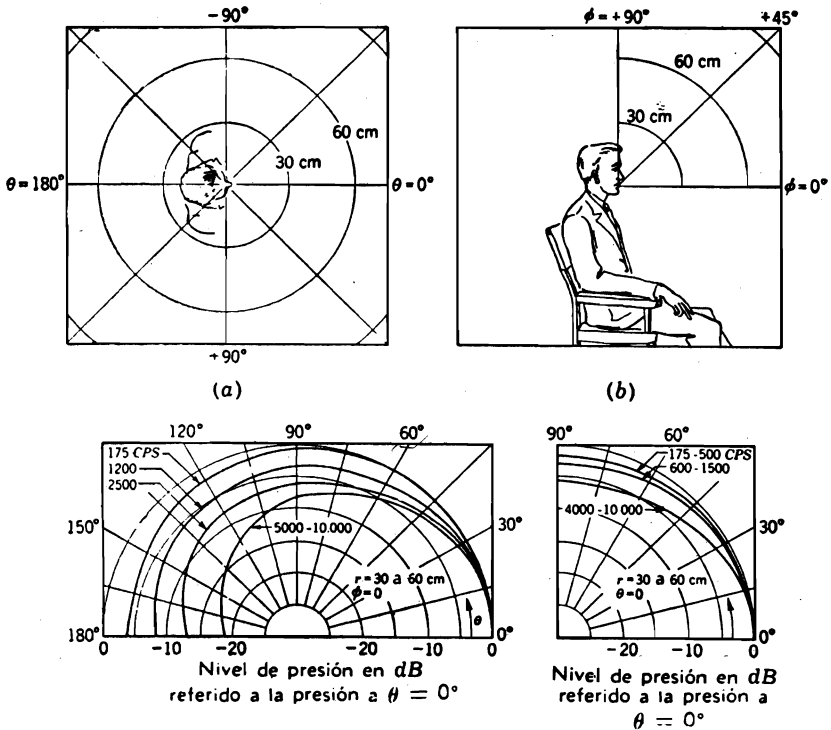 −90°
60 cm
30 cm
θ = 180°
θ = 0°
+90°
(a)
ϕ = +90°
+45°
60 cm
30 cm
ϕ = 0°
(b)
120°
90°
60°
175 CPS
1200
2500
5000 - 10.000
150°
30°
r = 30 a 60 cm
ϕ = 0
θ
180°
0°
0
−10
−20
−20
−10
0
Nivel de presión en dB
referido a la presión a θ = 0°
90°
60°
175 - 500 CPS
600 - 1500
4000 - 10 000
30°
r = 30 a 60 cm
θ = 0
0°
−20
−10
0
Nivel de presión en dB
referido a la presión a
θ = 0°